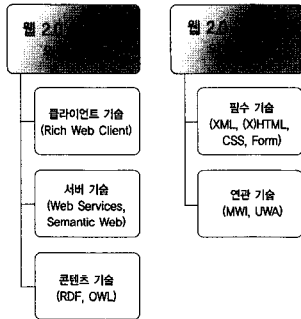 웹 2.0
클라이언트 기술
(Rich Web Client)
서버 기술
(Web Services,
Semantic Web)
콘텐츠 기술
(RDF, OWL)
웹 2.0
필수 기술
(XML, (X)HTML,
CSS, Form)
연관 기술
(MWI, UWA)